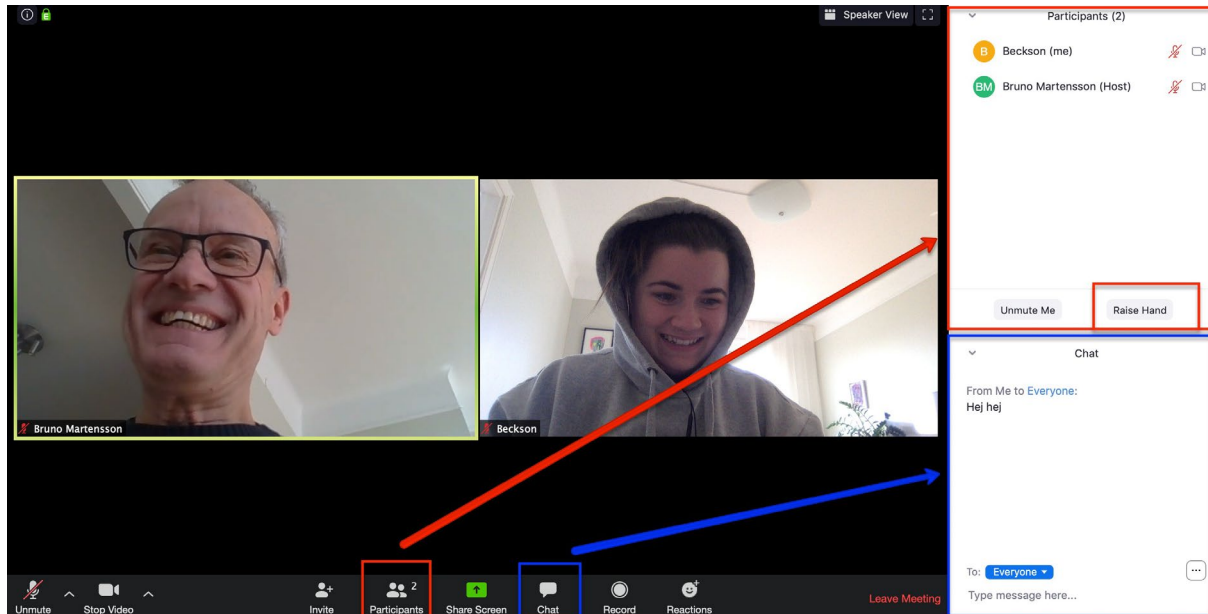 Speaker View
Participants (2)
B Beckson (me)
BM Bruno Martensson (Host)
Unmute Me Raise Hand
Chat
From Me to Everyone:
Hej hej
Bruno Martensson
Beckson
To: Everyone
Type message here...
Unmute Stop Video Invite Participants 2 Share Screen Chat Record Reactions Leave Meeting